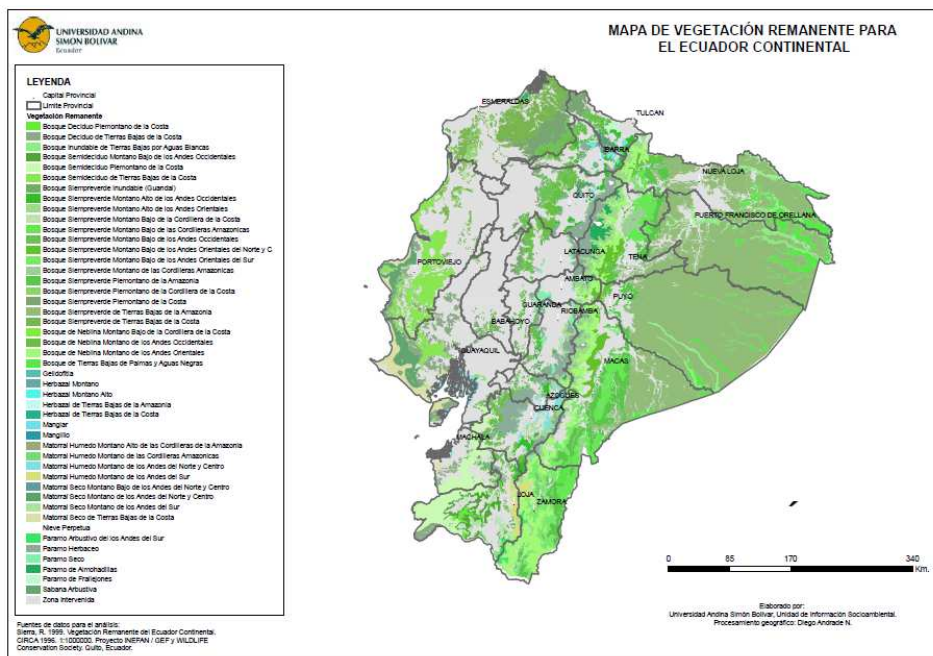 UNIVERSIDAD ANDINA
SIMON BOLIVAR
Ecuador
MAPA DE VEGETACIÓN REMANENTE PARA
EL ECUADOR CONTINENTAL
LEYENDA
Capital Provincial
Limite Provincial
Vegetación Remanente
Bosque Deciduo Piemontano de la Costa
Bosque Deciduo de Tierras Bajas de la Costa
Bosque Inundable de Tierras Bajas por Aguas Blancas
Bosque Semideciduo Montano Bajo de los Andes Occidentales
Bosque Semideciduo Piemontano de la Costa
Bosque Semideciduo de Tierras Bajas de la Costa
Bosque Siempreverde Inundable (Guandal)
Bosque Siempreverde Montano Alto de los Andes Occidentales
Bosque Siempreverde Montano Alto de los Andes Orientales
Bosque Siempreverde Montano Bajo de la Cordillera de la Costa
Bosque Siempreverde Montano Bajo de las Cordilleras Amazonicas
Bosque Siempreverde Montano Bajo de los Andes Occidentales
Bosque Siempreverde Montano Bajo de los Andes Orientales del Norte y C
Bosque Siempreverde Montano Bajo de los Andes Orientales del Sur
Bosque Siempreverde Montano de las Cordilleras Amazonicas
Bosque Siempreverde Piemontano de la Amazonia
Bosque Siempreverde Piemontano de la Cordillera de la Costa
Bosque Siempreverde Piemontano de la Costa
Bosque Siempreverde de Tierras Bajas de la Amazonia
Bosque Siempreverde de Tierras Bajas de la Costa
Bosque de Neblina Montano Bajo de la Cordillera de la Costa
Bosque de Neblina Montano de los Andes Occidentales
Bosque de Neblina Montano de los Andes Orientales
Bosque de Tierras Bajas de Palmas y Aguas Negras
Gelidofitia
Herbazal Montano
Herbazal Montano Alto
Herbazal de Tierras Bajas de la Amazonia
Herbazal de Tierras Bajas de la Costa
Manglar
Manglillo
Matorral Humedo Montano Alto de las Cordilleras de la Amazonia
Matorral Humedo Montano de las Cordilleras Amazonicas
Matorral Humedo Montano de los Andes del Norte y Centro
Matorral Humedo Montano de los Andes del Sur
Matorral Seco Montano Bajo de los Andes del Norte y Centro
Matorral Seco Montano de los Andes del Norte y Centro
Matorral Seco Montano de los Andes del Sur
Matorral Seco de Tierras Bajas de la Costa
Nieve Perpetua
Paramo Arbustivo del los Andes del Sur
Paramo Herbaceo
Paramo Seco
Paramo de Almohadillas
Paramo de Frailejones
Sabana Arbustiva
Zona Intervenida
ESMERALDAS
TULCAN
IBARRA
NUEVA LOJA
QUITO
PUERTO FRANCISCO DE ORELLANA
LATACUNGA
TENA
PORTOVIEJO
AMBATO
PUYO
GUARANDA
RIOBAMBA
BABAHOYO
GUAYAQUIL
MACAS
AZOGUES
CUENCA
MACHALA
LOJA
ZAMORA
0 85 170 340
Km.
Elaborado por:
Universidad Andina Simón Bolívar, Unidad de Información Socioambiental.
Procesamiento geográfico: Diego Andrade N.
Fuentes de datos para el análisis:
Sierra, R. 1999. Vegetación Remanente del Ecuador Continental.
CIRCA 1996. 1:1000000. Proyecto INEFAN / GEF y WILDLIFE
Conservation Society. Quito, Ecuador.